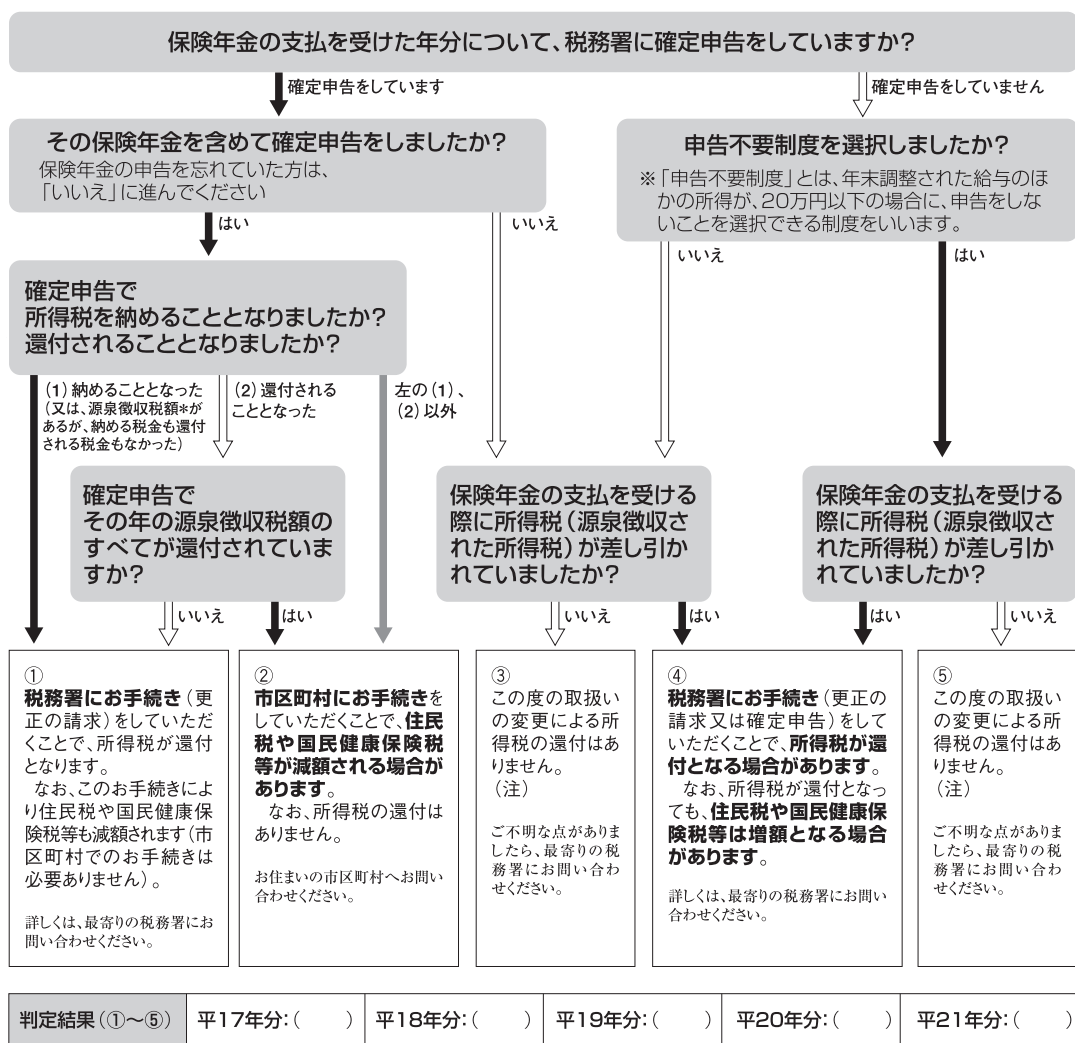 保険年金の支払を受けた年分について、税務署に確定申告をしていますか?
確定申告をしています
確定申告をしていません
その保険年金を含めて確定申告をしましたか?
保険年金の申告を忘れていた方は、
「いいえ」に進んでください
申告不要制度を選択しましたか?
※「申告不要制度」とは、年末調整された給与のほ
かの所得が、20万円以下の場合に、申告をしな
いことを選択できる制度をいいます。
はい
いいえ
いいえ
はい
確定申告で
所得税を納めることとなりましたか?
還付されることとなりましたか?
(1)納めることとなった
(又は、源泉徴収税額*が
あるが、納める税金も還付
される税金もなかった)
(2)還付される
こととなった
左の(1)、
(2)以外
確定申告で
その年の源泉徴収税額の
すべてが還付されていま
すか?
保険年金の支払を受ける
際に所得税(源泉徴収さ
れた所得税)が差し引か
れていましたか?
保険年金の支払を受ける
際に所得税(源泉徴収さ
れた所得税)が差し引か
れていましたか?
いいえ
はい
いいえ
はい
はい
いいえ
①
税務署にお手続き(更
正の請求)をしていただ
くことで、所得税が還付
となります。
なお、このお手続きによ
り住民税や国民健康保
険税等も減額されます(市
区町村でのお手続きは
必要ありません)。
詳しくは、最寄りの税務署にお
問い合わせください。
②
市区町村にお手続きを
していただくことで、住民
税や国民健康保険税
等が減額される場合が
あります。
なお、所得税の還付は
ありません。
お住まいの市区町村へお問い
合わせください。
③
この度の取扱い
の変更による所
得税の還付はあ
りません。
(注)
ご不明な点がありま
したら、最寄りの税
務署にお問い合わ
せください。
④
税務署にお手続き(更正の
請求又は確定申告)をして
いただくことで、所得税が還
付となる場合があります。
なお、所得税が還付となっ
ても、住民税や国民健康保
険税等は増額となる場合
があります。
詳しくは、最寄りの税務署にお問い
合わせください。
⑤
この度の取扱い
の変更による所
得税の還付はあ
りません。
(注)
ご不明な点がありま
したら、最寄りの税
務署にお問い合わ
せください。
判定結果(①〜⑤) 平17年分:( ) 平18年分:( ) 平19年分:( ) 平20年分:( ) 平21年分:( )